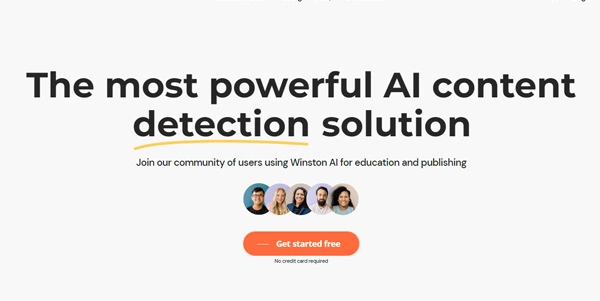 The most powerful AI content
detection solution
Join our community of users using Winston AI for education and publishing
Get started free
No credit card required